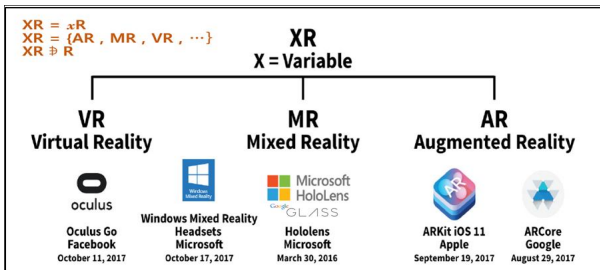 XR = xR
XR = {AR , MR , VR , ⋯}
XR ∌ R
XR
X = Variable
VR
Virtual Reality
MR
Mixed Reality
AR
Augmented Reality
oculus
Windows
Mixed Reality
Microsoft
HoloLens
Google GLASS
AR
Oculus Go
Facebook
October 11, 2017
Windows Mixed Reality
Headsets
Microsoft
October 17, 2017
Hololens
Microsoft
March 30, 2016
ARKit iOS 11
Apple
September 19, 2017
ARCore
Google
August 29, 2017